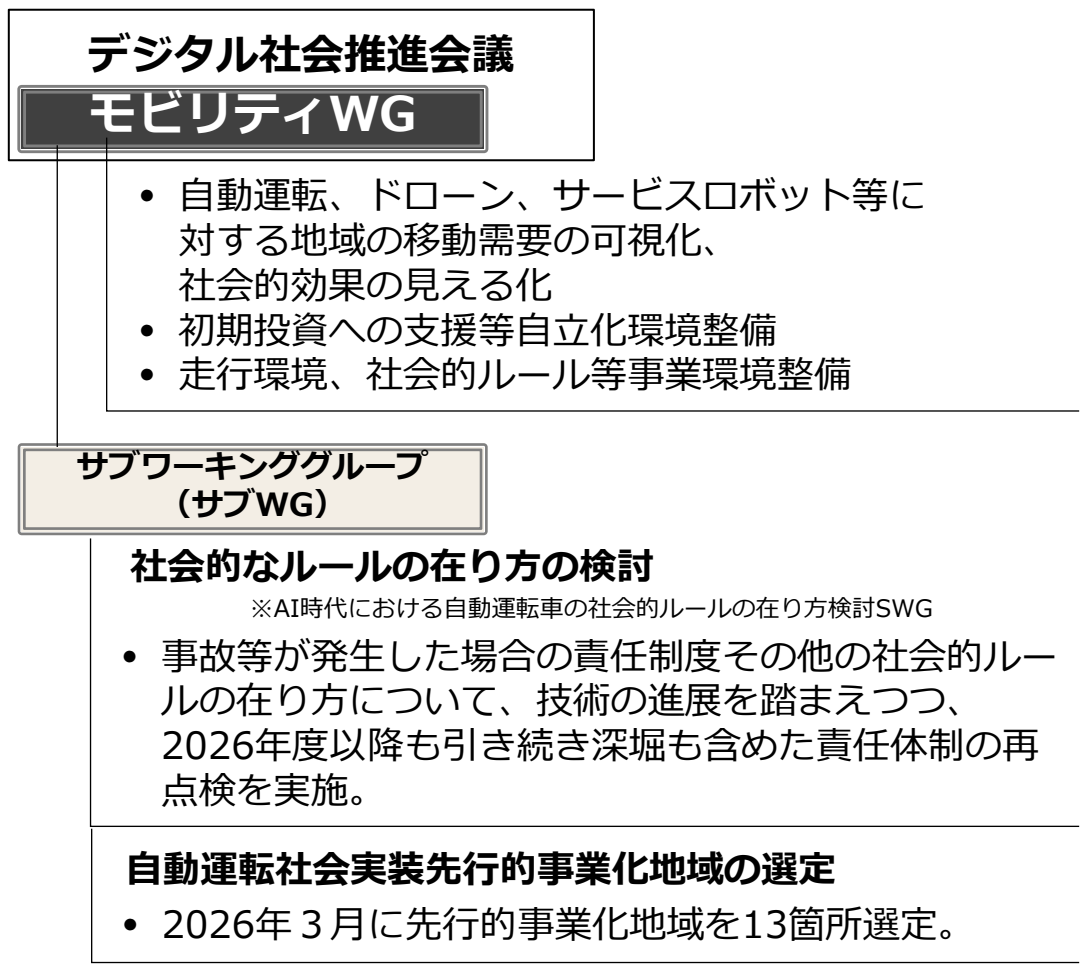 デジタル社会推進会議
モビリティWG
• 自動運転、ドローン、サービスロボット等に
対する地域の移動需要の可視化、
社会的効果の見える化
• 初期投資への支援等自立化環境整備
• 走行環境、社会的ルール等事業環境整備
サブワーキンググループ
（サブWG）
社会的なルールの在り方の検討
※AI時代における自動運転車の社会的ルールの在り方検討SWG
• 事故等が発生した場合の責任制度その他の社会的ルー
ルの在り方について、技術の進展を踏まえつつ、
2026年度以降も引き続き深堀も含めた責任体制の再
点検を実施。
自動運転社会実装先行的事業化地域の選定
• 2026年３月に先行的事業化地域を13箇所選定。